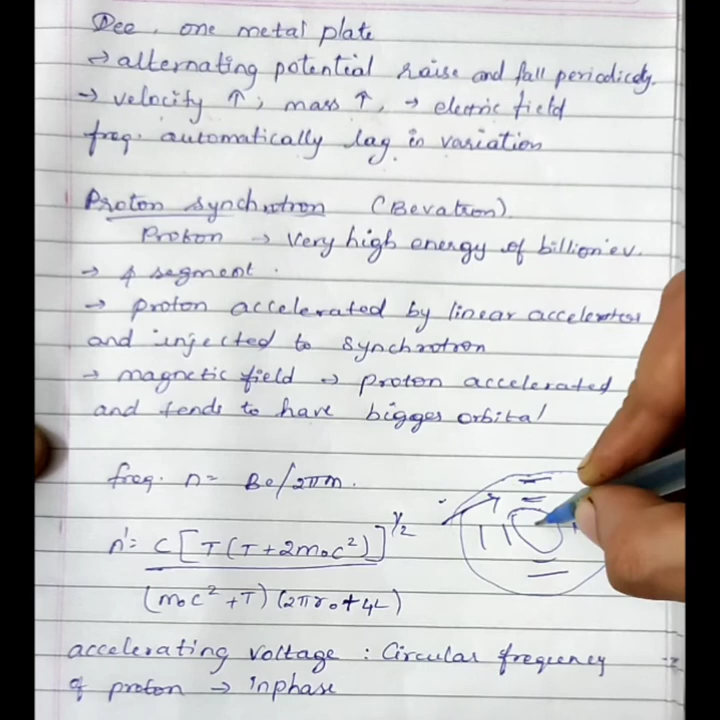 Dee, one metal plate
→ alternating potential raise and fall periodicaly.
→ velocity ↑, mass ↑, → electric field
freq. automatically lag in variation
Proton synchrotron (Bevatron)
Proton → very high energy of billion ev.
→ 4 segment.
→ proton accelerated by linear accelerators
and injected to synchrotron
→ magnetic field → proton accelerated
and tends to have bigger orbital
freq. n = Be/2πm.
n' = C[T(T+2m₀c²)]^1/2
(m₀c²+T)(2πr₀+4L)
accelerating voltage : Circular frequency
of proton → inphase